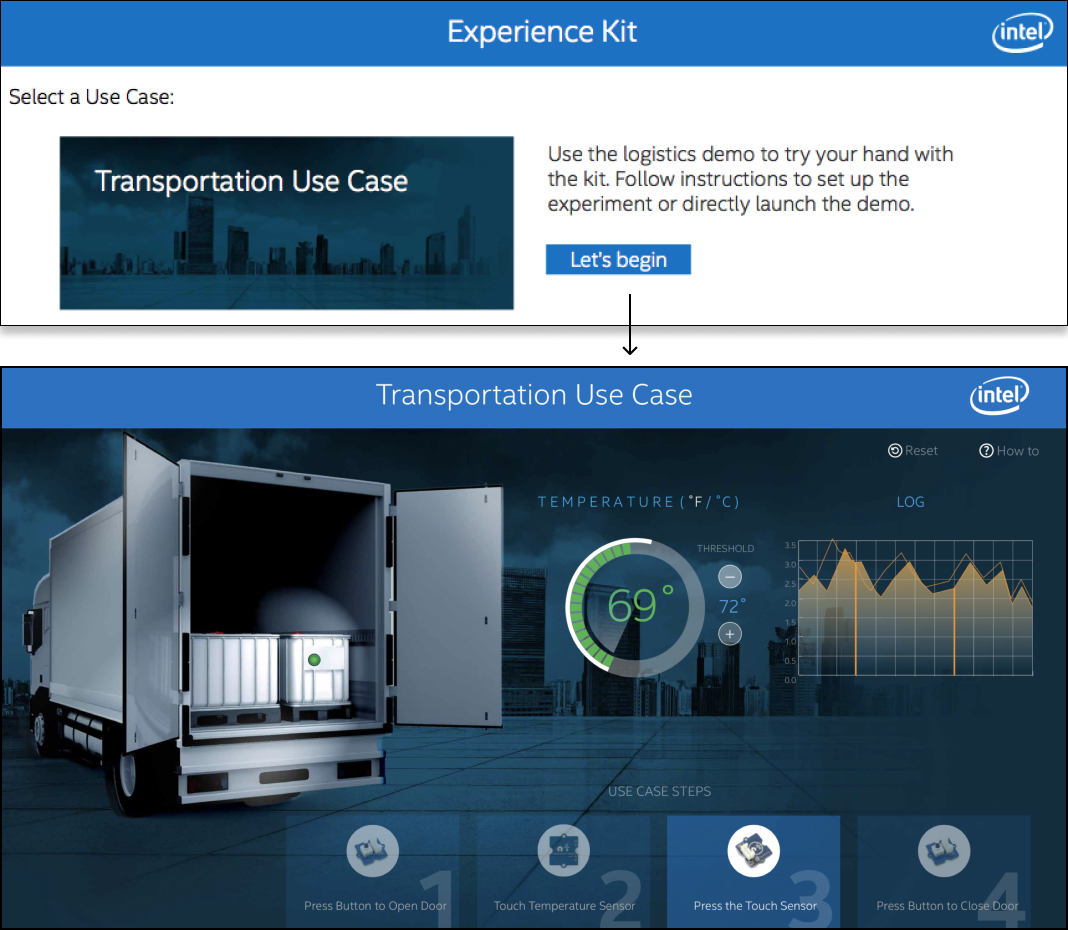 Experience Kit
intel
Select a Use Case:
Transportation Use Case
Use the logistics demo to try your hand with
the kit. Follow instructions to set up the
experiment or directly launch the demo.
Let's begin
Transportation Use Case
intel
Reset
? How to
TEMPERATURE (°F/°C)
LOG
THRESHOLD
−
72°
+
69°
3.5
3.0
2.5
2.0
1.5
1.0
0.5
0.0
USE CASE STEPS
Press Button to Open Door
1
Touch Temperature Sensor
2
Press the Touch Sensor
3
Press Button to Close Door
4